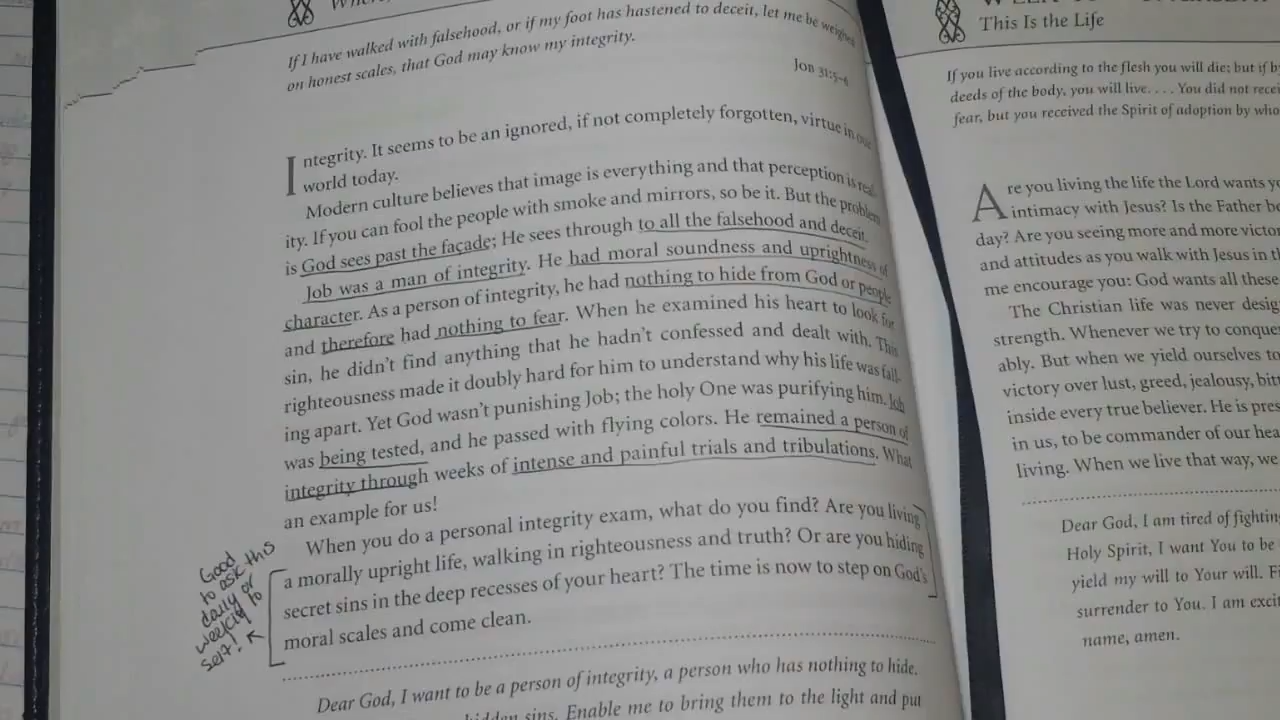 If I have walked with falsehood, or if my foot has hastened to deceit, let me be weighed
on honest scales, that God may know my integrity.
Job 31:5–6
Integrity. It seems to be an ignored, if not completely forgotten, virtue in our
world today.
Modern culture believes that image is everything and that perception is real-
ity. If you can fool the people with smoke and mirrors, so be it. But the problem
is God sees past the façade; He sees through to all the falsehood and deceit.
Job was a man of integrity. He had moral soundness and uprightness of
character. As a person of integrity, he had nothing to hide from God or people
and therefore had nothing to fear. When he examined his heart to look for
sin, he didn't find anything that he hadn't confessed and dealt with. This
righteousness made it doubly hard for him to understand why his life was fall-
ing apart. Yet God wasn't punishing Job; the holy One was purifying him. Job
was being tested, and he passed with flying colors. He remained a person of
integrity through weeks of intense and painful trials and tribulations. What
an example for us!
When you do a personal integrity exam, what do you find? Are you living
a morally upright life, walking in righteousness and truth? Or are you hiding
secret sins in the deep recesses of your heart? The time is now to step on God's
moral scales and come clean.
Good
to ask this
daily or
weekly to
self!
Dear God, I want to be a person of integrity, a person who has nothing to hide.
hidden sins. Enable me to bring them to the light and put
This Is the Life
If you live according to the flesh you will die; but if by
deeds of the body, you will live. . . . You did not recei
fear, but you received the Spirit of adoption by who
Are you living the life the Lord wants yo
intimacy with Jesus? Is the Father be
day? Are you seeing more and more victor
and attitudes as you walk with Jesus in th
me encourage you: God wants all these
The Christian life was never desig
strength. Whenever we try to conque
ably. But when we yield ourselves to
victory over lust, greed, jealousy, bitt
inside every true believer. He is pres
in us, to be commander of our hea
living. When we live that way, we
Dear God, I am tired of fighting
Holy Spirit, I want You to be
yield my will to Your will. Fi
surrender to You. I am excit
name, amen.